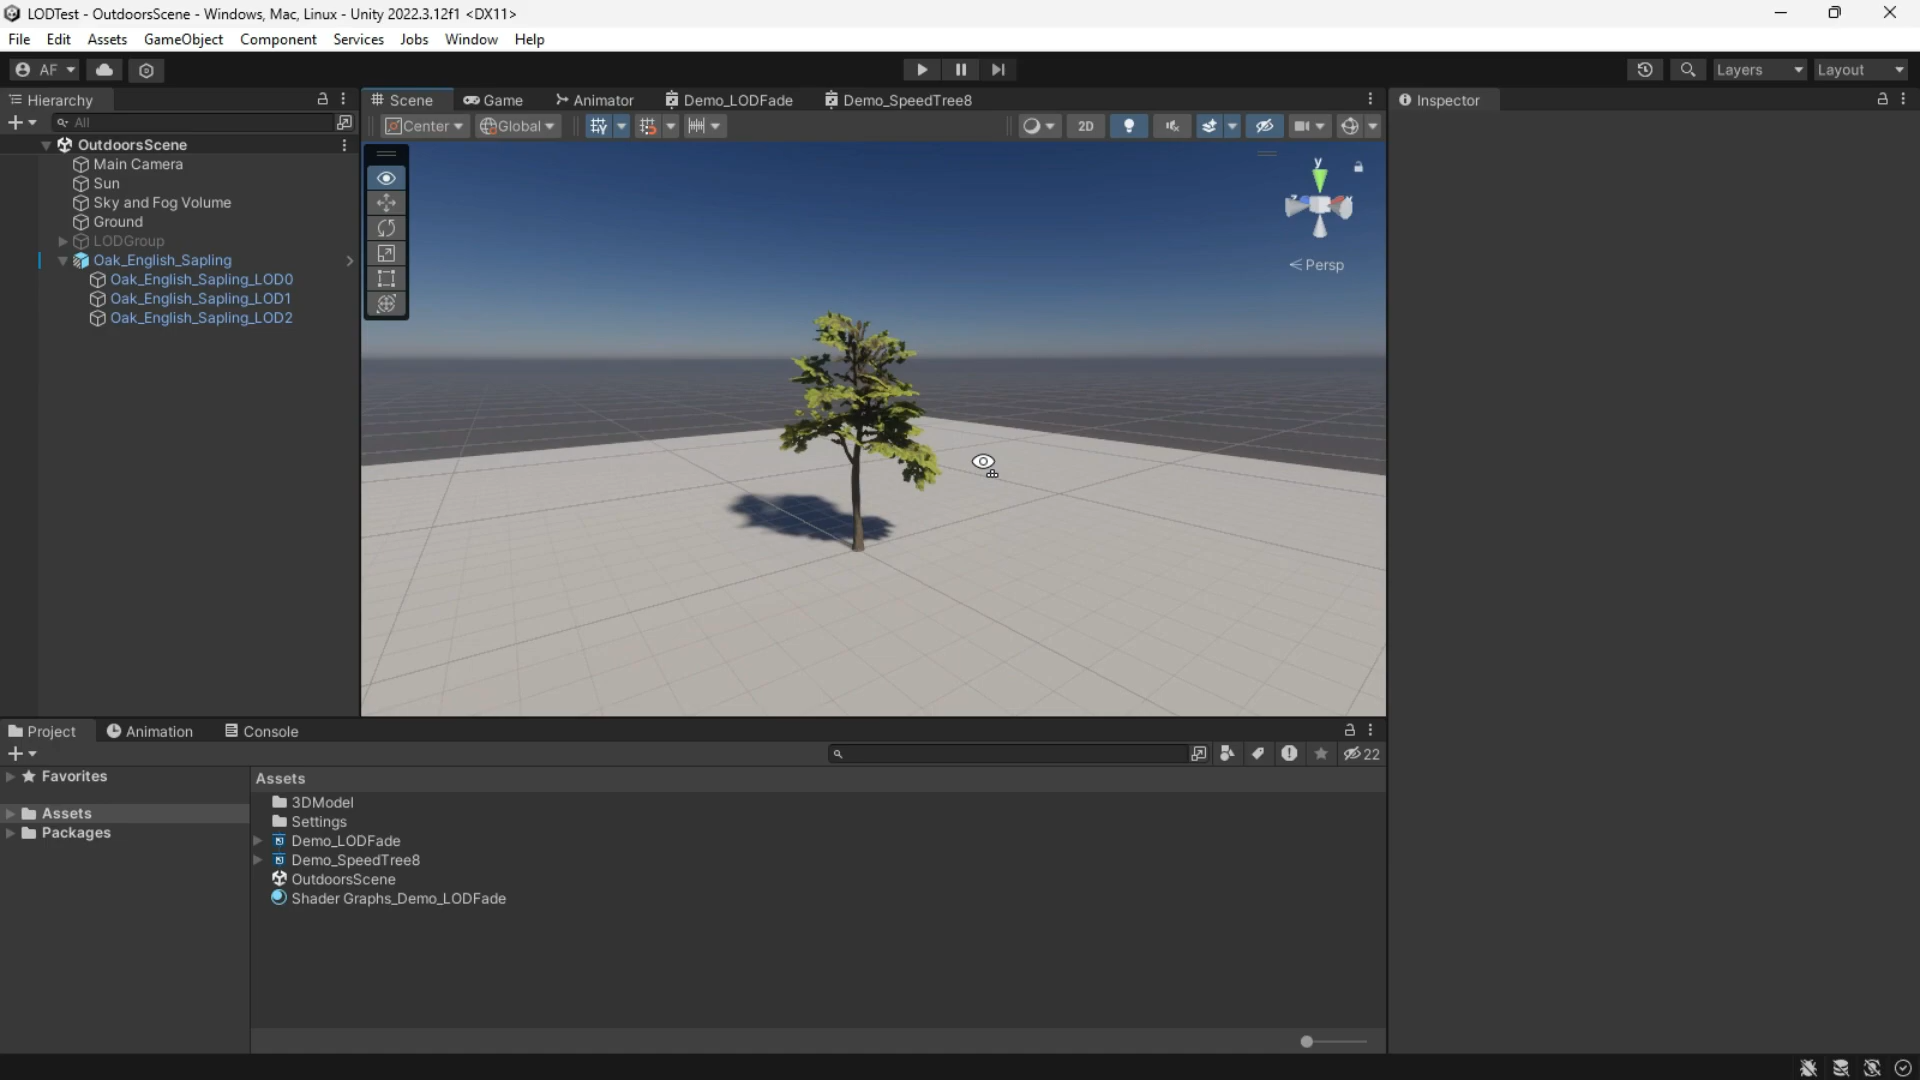 LODTest - OutdoorsScene - Windows, Mac, Linux - Unity 2022.3.12f1 <DX11>
File Edit Assets GameObject Component Services Jobs Window Help
AF Layers Layout
Hierarchy
Scene Game Animator Demo_LODFade Demo_SpeedTree8
Inspector
All
Center Global 2D
OutdoorsScene
Main Camera
Sun
Sky and Fog Volume
Ground
LODGroup
Oak_English_Sapling
Oak_English_Sapling_LOD0
Oak_English_Sapling_LOD1
Oak_English_Sapling_LOD2
y
z x
Persp
Project Animation Console
22
Favorites
Assets
Packages
Assets
3DModel
Settings
Demo_LODFade
Demo_SpeedTree8
OutdoorsScene
Shader Graphs_Demo_LODFade